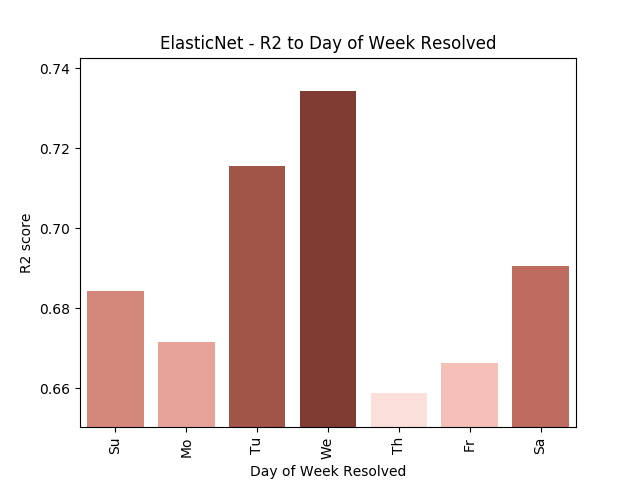 ElasticNet - R2 to Day of Week Resolved
0.74
0.72
0.70
0.68
0.66
R2 score
Su
Mo
Tu
We
Th
Fr
Sa
Day of Week Resolved